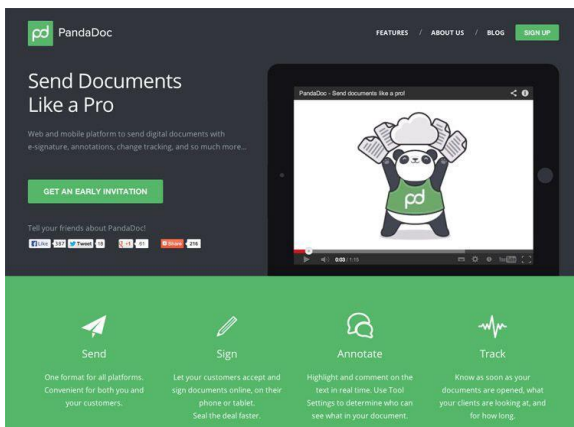 pd PandaDoc
FEATURES / ABOUT US / BLOG SIGN UP
Send Documents
Like a Pro
Web and mobile platform to send digital documents with
e-signature, annotations, change tracking, and so much more...
GET AN EARLY INVITATION
Tell your friends about PandaDoc!
Like 387 Tweet 18 +1 81 Share 216
PandaDoc - Send documents like a pro!
pd
0:03 / 1:15 YouTube
Send
One format for all platforms.
Convenient for both you and
your customers.
Sign
Let your customers accept and
sign documents online, on their
phone or tablet.
Seal the deal faster.
Annotate
Highlight and comment on the
text in real time. Use Tool
Settings to determine who can
see what in your document.
Track
Know as soon as your
documents are opened, what
your clients are looking at, and
for how long.